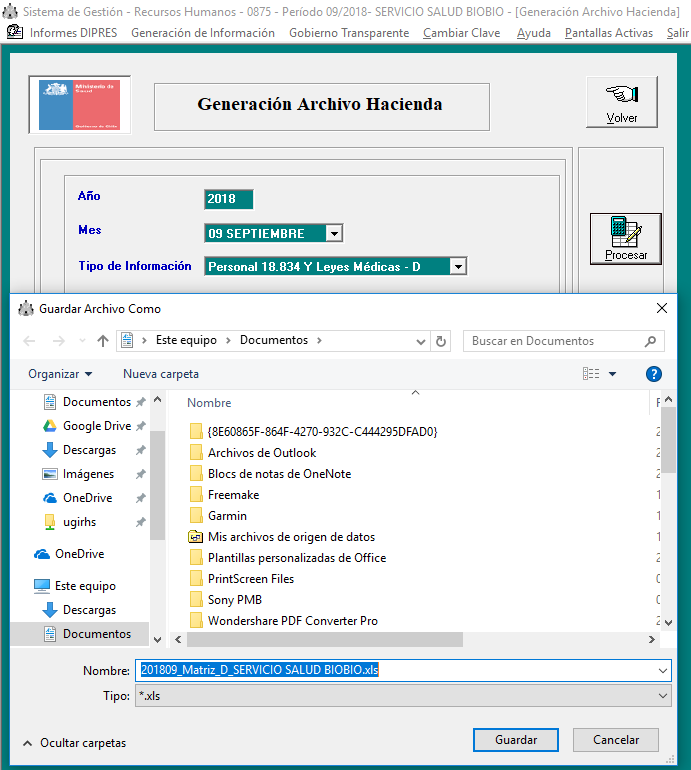 Sistema de Gestión - Recursos Humanos - 0875 - Período 09/2018- SERVICIO SALUD BIOBIO - [Generación Archivo Hacienda]
Informes DIPRES Generación de Información Gobierno Transparente Cambiar Clave Ayuda Pantallas Activas Salir
Ministerio de
Salud
Generación Archivo Hacienda
Volver
Año
2018
Mes
09 SEPTIEMBRE
Tipo de Información
Personal 18.834 Y Leyes Médicas - D
Procesar
Guardar Archivo Como
Este equipo > Documentos >
Buscar en Documentos
Organizar
Nueva carpeta
Documentos
Google Drive
Descargas
Imágenes
OneDrive
ugirhs
OneDrive
Este equipo
Descargas
Documentos
Nombre
{8E60865F-864F-4270-932C-C444295DFAD0}
Archivos de Outlook
Blocs de notas de OneNote
Freemake
Garmin
Mis archivos de origen de datos
Plantillas personalizadas de Office
PrintScreen Files
Sony PMB
Wondershare PDF Converter Pro
Nombre: 201809_Matriz_D_SERVICIO SALUD BIOBIO.xls
Tipo: *.xls
Ocultar carpetas
Guardar
Cancelar